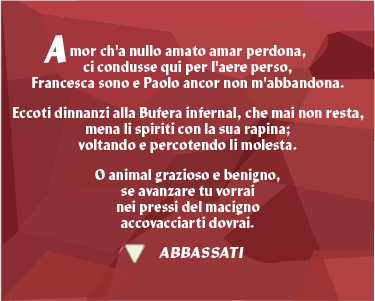 Amor ch'a nullo amato amar perdona,
ci condusse qui per l'aere perso,
Francesca sono e Paolo ancor non m'abbandona.
Eccoti dinnanzi alla Bufera infernal, che mai non resta,
mena li spiriti con la sua rapina;
voltando e percotendo li molesta.
O animal grazioso e benigno,
se avanzare tu vorrai
nei pressi del macigno
accovacciarti dovrai.
ABBASSATI